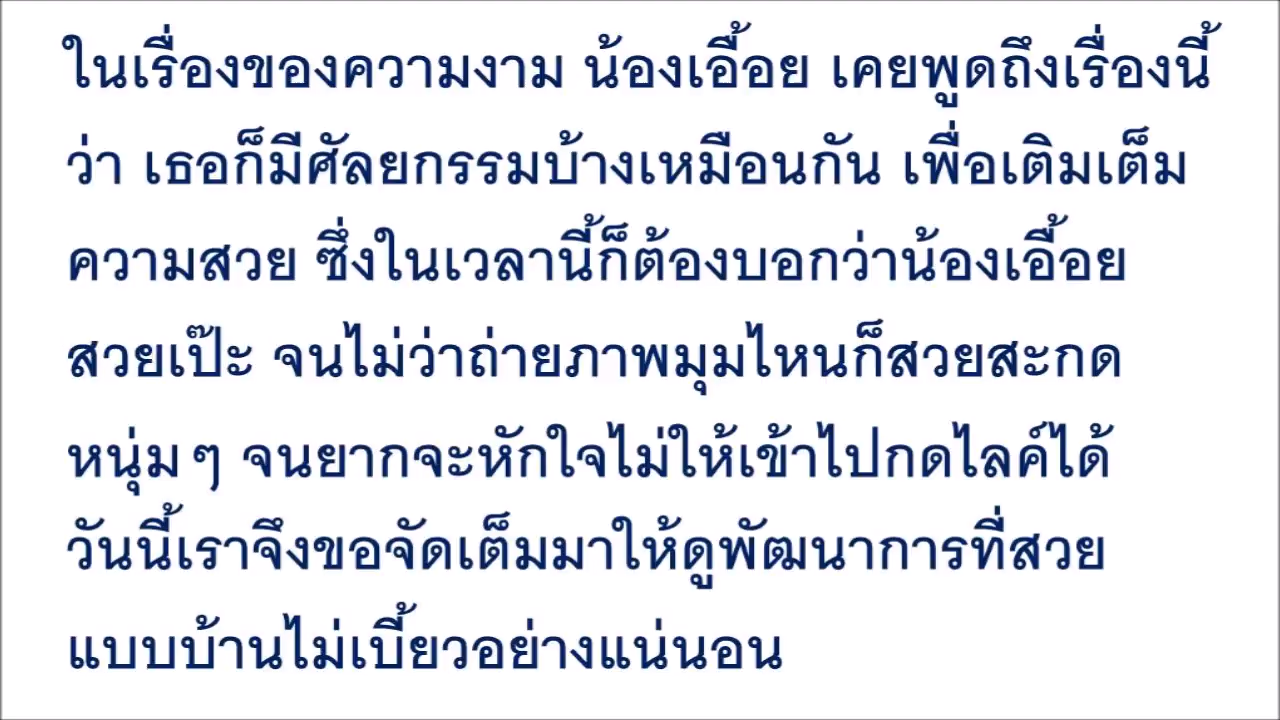 ในเรื่องของความงาม น้องเอื้อย เคยพูดถึงเรื่องนี้
ว่า เธอก็มีศัลยกรรมบ้างเหมือนกัน เพื่อเติมเต็ม
ความสวย ซึ่งในเวลานี้ก็ต้องบอกว่าน้องเอื้อย
สวยเป๊ะ จนไม่ว่าถ่ายภาพมุมไหนก็สวยสะกด
หนุ่มๆ จนยากจะหักใจไม่ให้เข้าไปกดไลค์ได้
วันนี้เราจึงขอจัดเต็มมาให้ดูพัฒนาการที่สวย
แบบบ้านไม่เบี้ยวอย่างแน่นอน